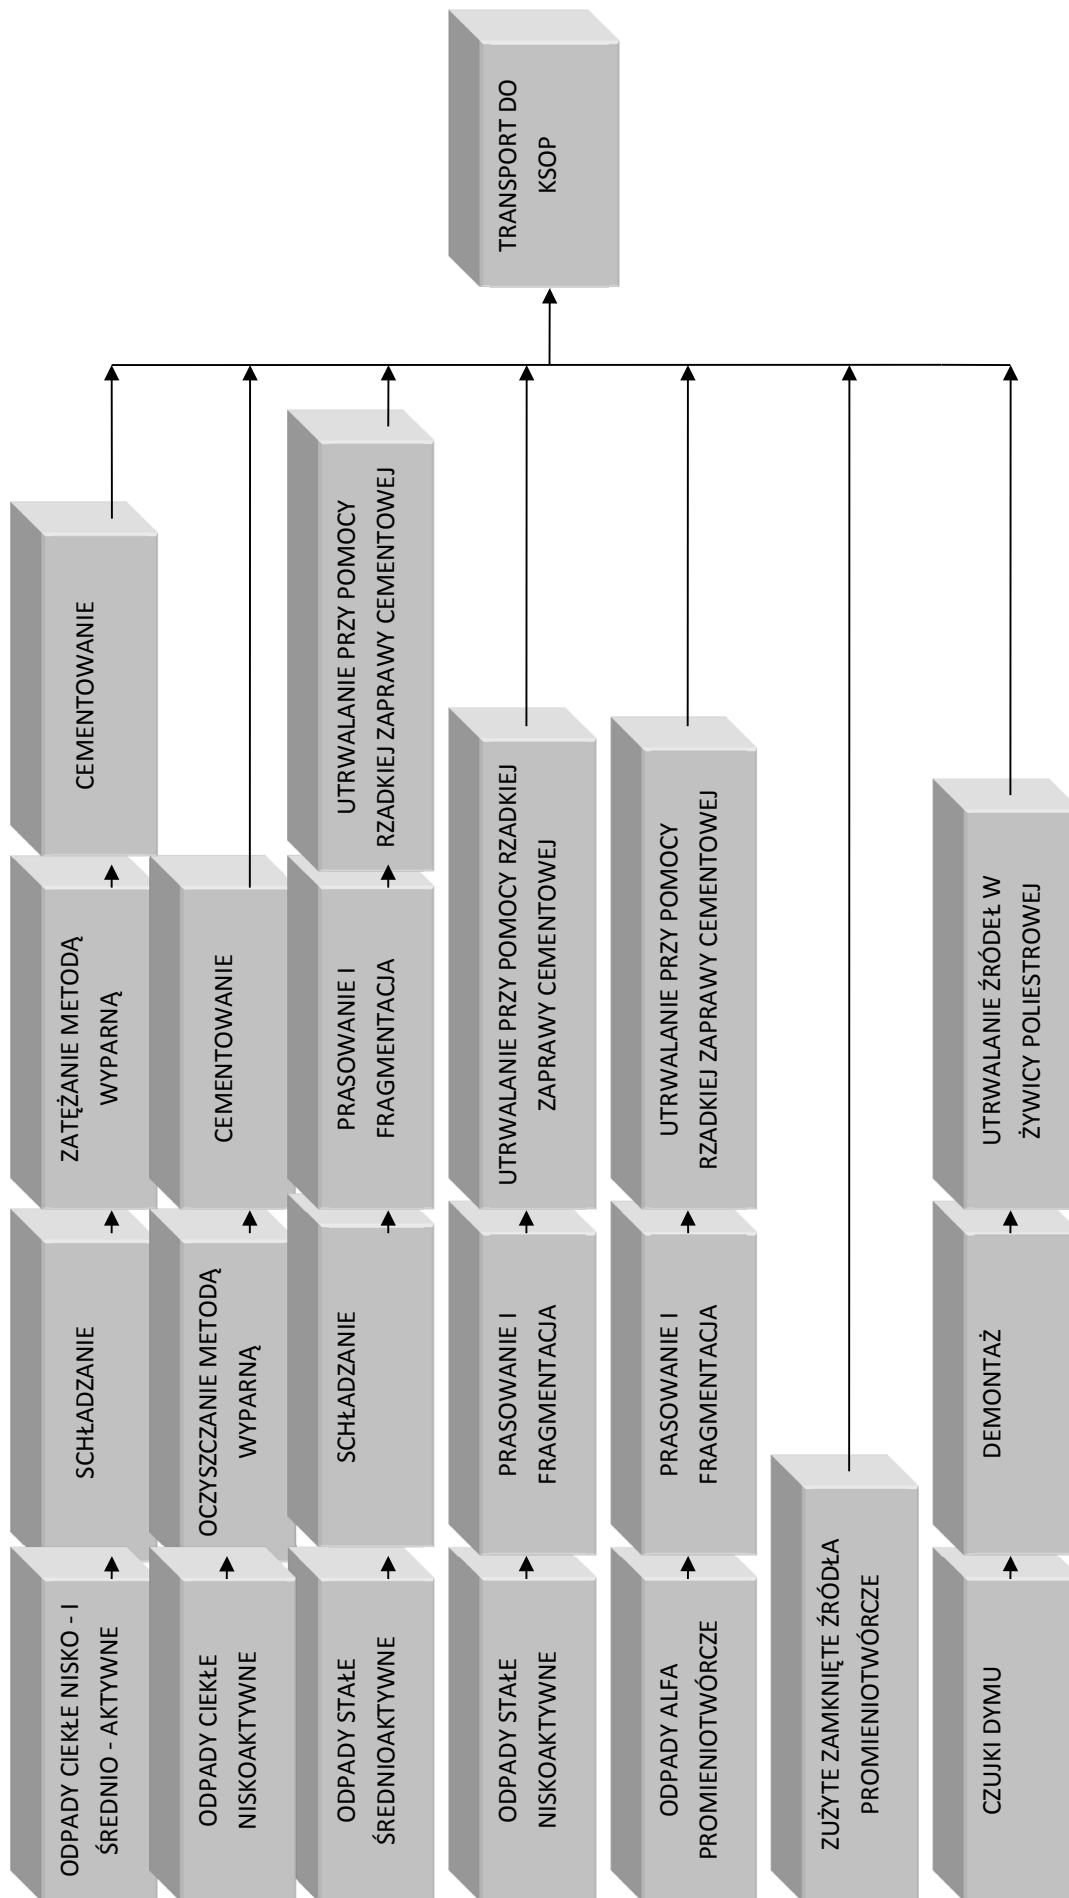 ODPADY CIEKŁE NISKO - I
ŚREDNIO - AKTYWNE
SCHŁADZANIE
ZATĘŻANIE METODĄ
WYPARNĄ
CEMENTOWANIE
ODPADY CIEKŁE
NISKOAKTYWNE
OCZYSZCZANIE METODĄ
WYPARNĄ
CEMENTOWANIE
ODPADY STAŁE
ŚREDNIOAKTYWNE
SCHŁADZANIE
PRASOWANIE I
FRAGMENTACJA
UTRWALANIE PRZY POMOCY
RZADKIEJ ZAPRAWY CEMENTOWEJ
ODPADY STAŁE
NISKOAKTYWNE
PRASOWANIE I
FRAGMENTACJA
UTRWALANIE PRZY POMOCY RZADKIEJ
ZAPRAWY CEMENTOWEJ
ODPADY ALFA
PROMIENIOTWÓRCZE
PRASOWANIE I
FRAGMENTACJA
UTRWALANIE PRZY POMOCY
RZADKIEJ ZAPRAWY CEMENTOWEJ
ZUŻYTE ZAMKNIĘTE ŹRÓDŁA
PROMIENIOTWÓRCZE
CZUJKI DYMU
DEMONTAŻ
UTRWALANIE ŹRÓDEŁ W
ŻYWICY POLIESTROWEJ
TRANSPORT DO
KSOP